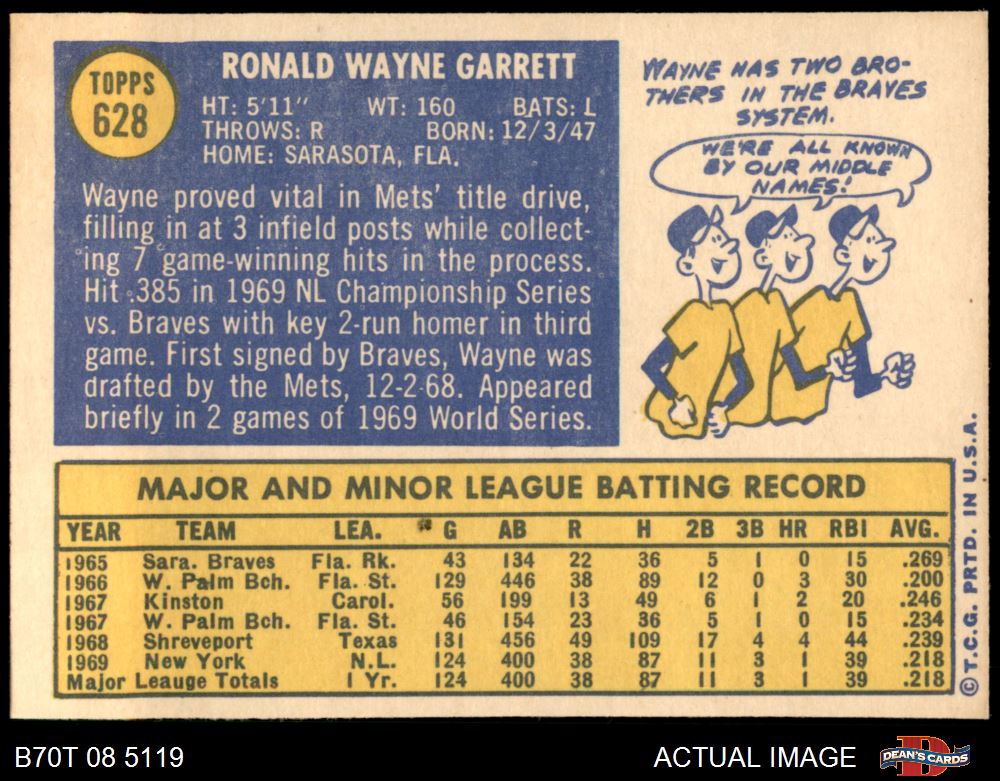 TOPPS
628
RONALD WAYNE GARRETT
HT: 5'11" WT: 160 BATS: L
THROWS: R BORN: 12/3/47
HOME: SARASOTA, FLA.
Wayne proved vital in Mets' title drive,
filling in at 3 infield posts while collect-
ing 7 game-winning hits in the process.
Hit .385 in 1969 NL Championship Series
vs. Braves with key 2-run homer in third
game. First signed by Braves, Wayne was
drafted by the Mets, 12-2-68. Appeared
briefly in 2 games of 1969 World Series.
WAYNE HAS TWO BRO-
THERS IN THE BRAVES
SYSTEM.
WE'RE ALL KNOWN
BY OUR MIDDLE
NAMES!
MAJOR AND MINOR LEAGUE BATTING RECORD
YEAR TEAM LEA. G AB R H 2B 3B HR RBI AVG.
1965 Sara. Braves Fla. Rk. 43 134 22 36 5 1 0 15 .269
1966 W. Palm Bch. Fla. St. 129 446 38 89 12 0 3 30 .200
1967 Kinston Carol. 56 199 13 49 6 1 2 20 .246
1967 W. Palm Bch. Fla. St. 46 154 23 36 5 1 0 15 .234
1968 Shreveport Texas 131 456 49 109 17 4 4 44 .239
1969 New York N.L. 124 400 38 87 11 3 1 39 .218
Major Leauge Totals 1 Yr. 124 400 38 87 11 3 1 39 .218
© T.C.G. PRTD. IN U.S.A.
B70T 08 5119
ACTUAL IMAGE
DEAN'S CARDS